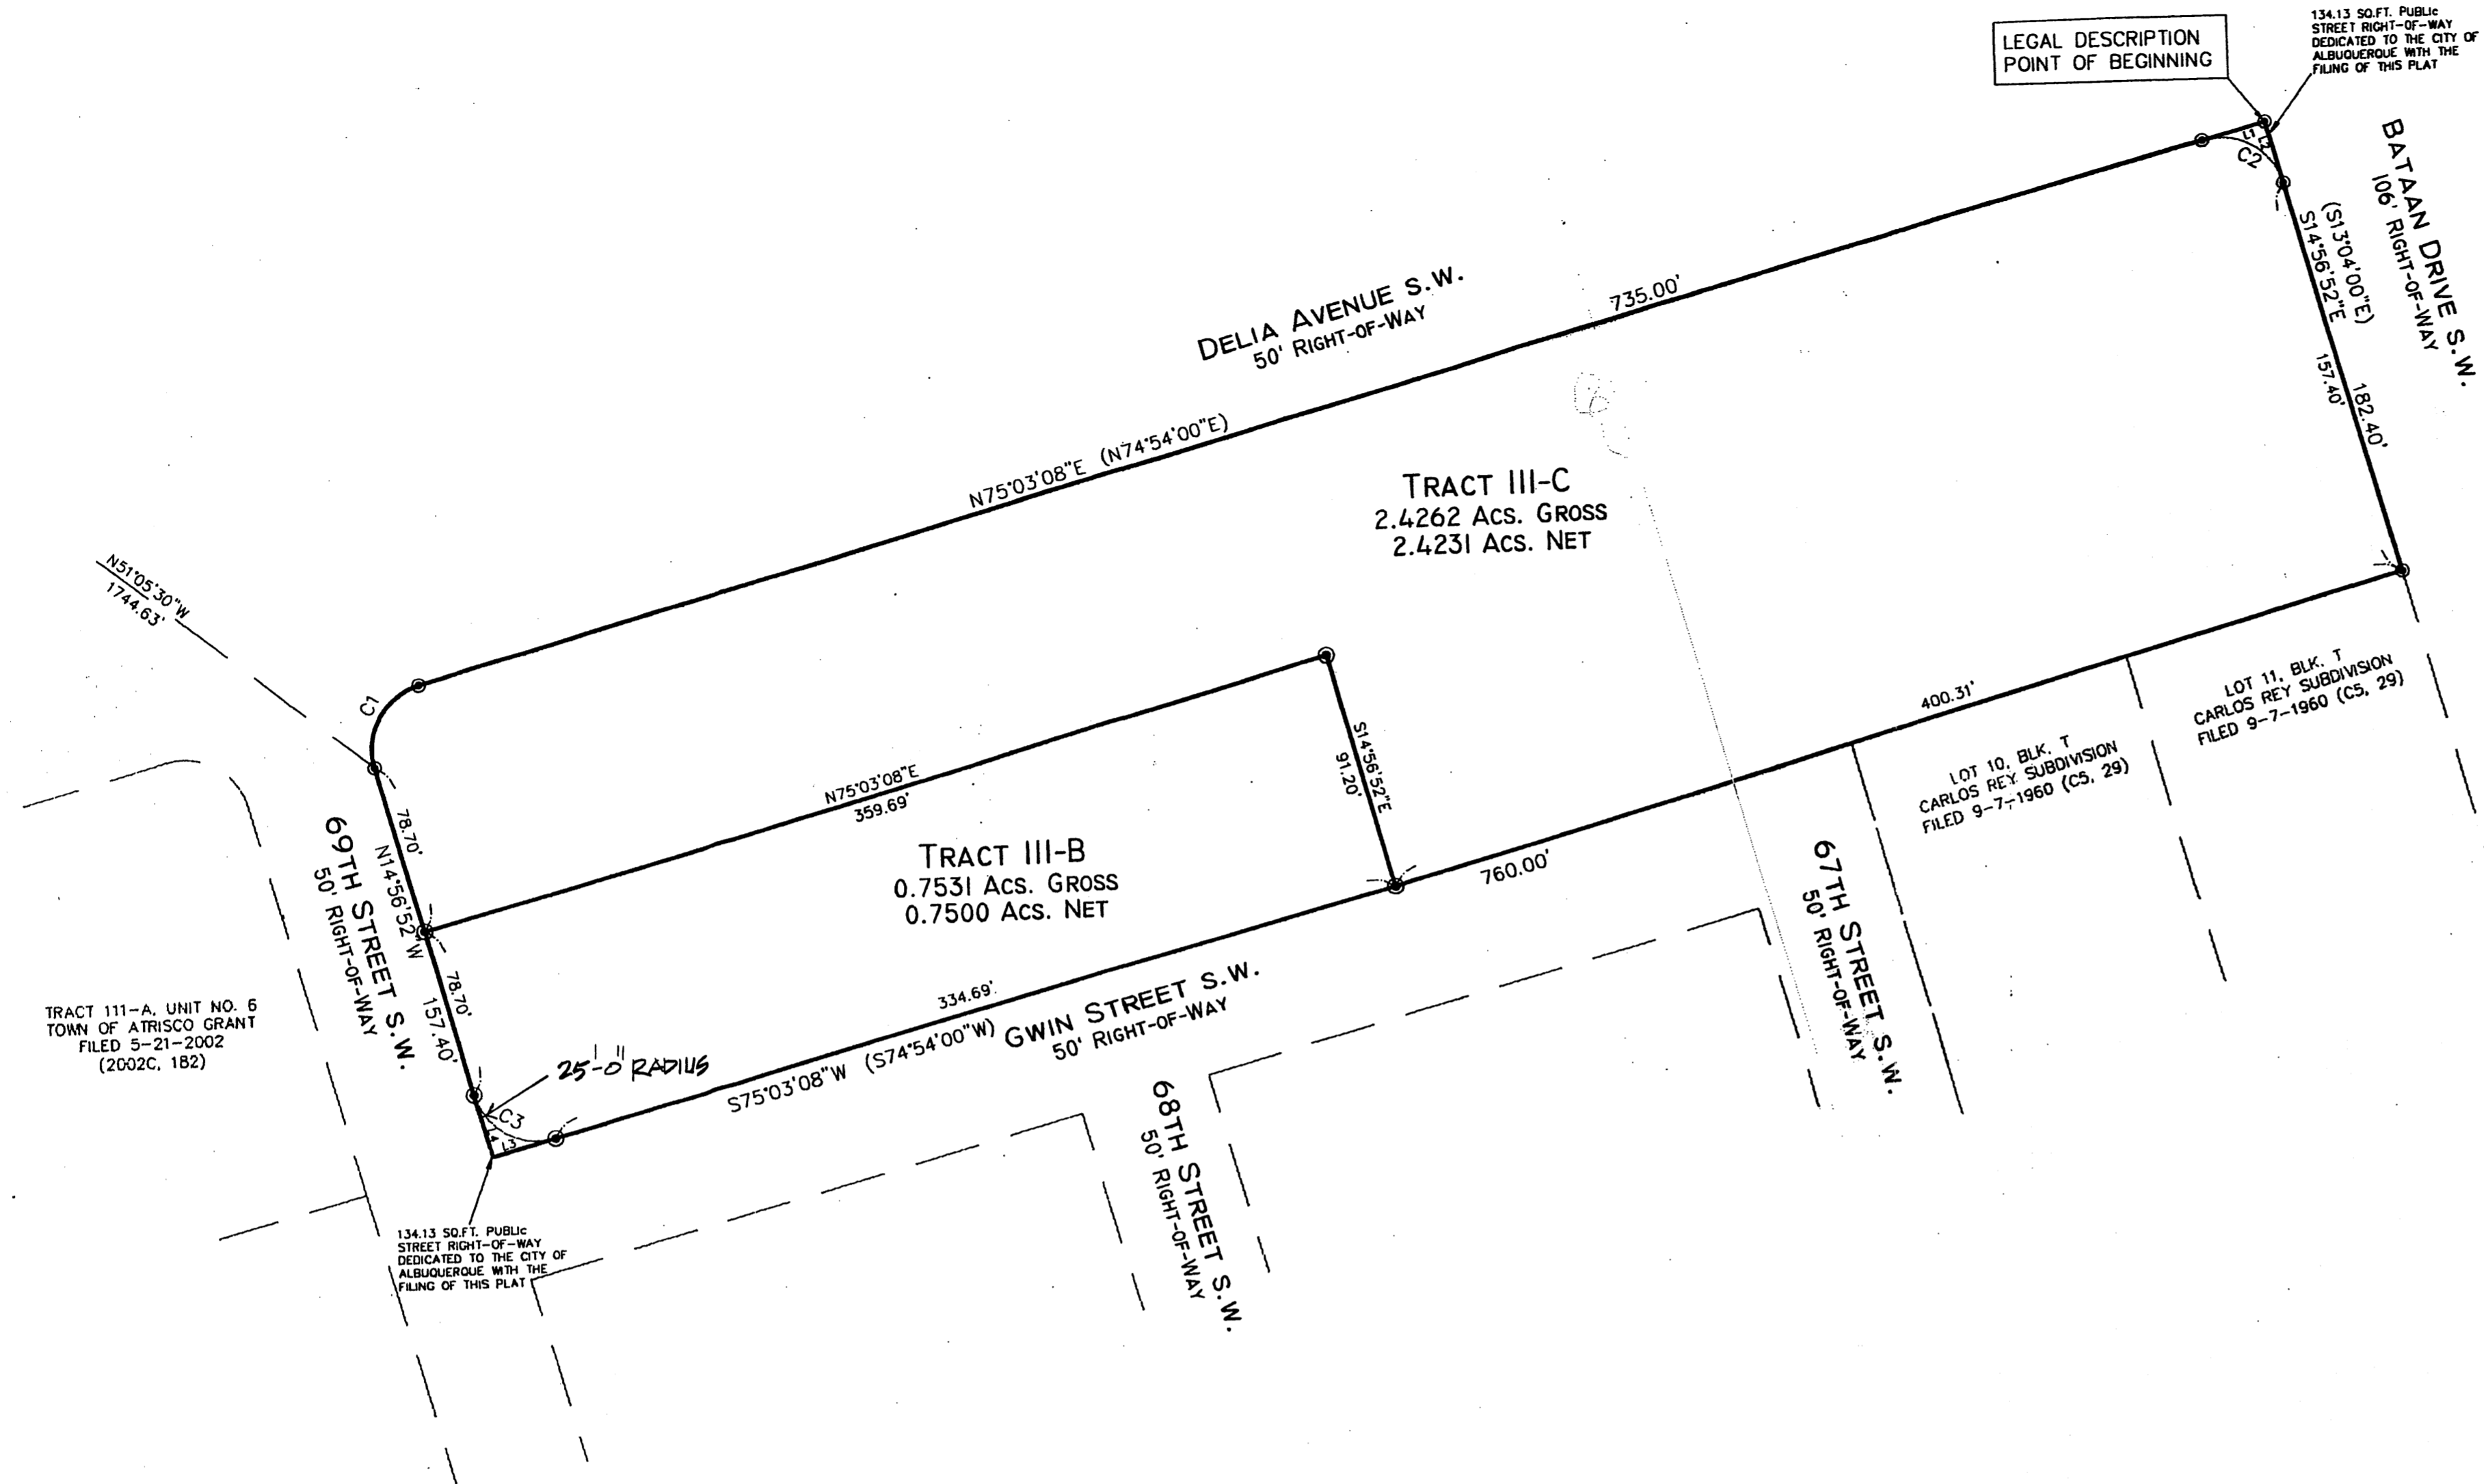 LEGAL DESCRIPTION
POINT OF BEGINNING
134.13 SQ.FT. PUBLIc
STREET RIGHT-OF-WAY
DEDICATED TO THE CITY OF
ALBUQUERQUE WITH THE
FILING OF THIS PLAT
L1
L2
C2
BATAAN DRIVE S.W.
106' RIGHT-OF-WAY
(S13°04'00"E)
S14°56'52"E
157.40'
182.40'
DELIA AVENUE S.W.
50' RIGHT-OF-WAY
735.00'
N75°03'08"E (N74°54'00"E)
TRACT III-C
2.4262 ACS. GROSS
2.4231 ACS. NET
N51°05'30"W
1744.63'
C1
78.70'
N14°56'52"W
78.70'
157.40'
69TH STREET S.W.
50' RIGHT-OF-WAY
N75°03'08"E
359.69'
S14°56'52"E
91.20'
TRACT III-B
0.7531 ACS. GROSS
0.7500 ACS. NET
400.31'
760.00'
LOT 11, BLK. T
CARLOS REY SUBDIVISION
FILED 9-7-1960 (C5, 29)
LOT 10, BLK. T
CARLOS REY SUBDIVISION
FILED 9-7-1960 (C5, 29)
67TH STREET S.W.
50' RIGHT-OF-WAY
334.69'
S75°03'08"W (S74°54'00"W)
GWIN STREET S.W.
50' RIGHT-OF-WAY
68TH STREET S.W.
50' RIGHT-OF-WAY
TRACT 111-A, UNIT NO. 6
TOWN OF ATRISCO GRANT
FILED 5-21-2002
(2002C, 182)
25'-0" RADIUS
C3
L4
L3
134.13 SQ.FT. PUBLIc
STREET RIGHT-OF-WAY
DEDICATED TO THE CITY OF
ALBUQUERQUE WITH THE
FILING OF THIS PLAT